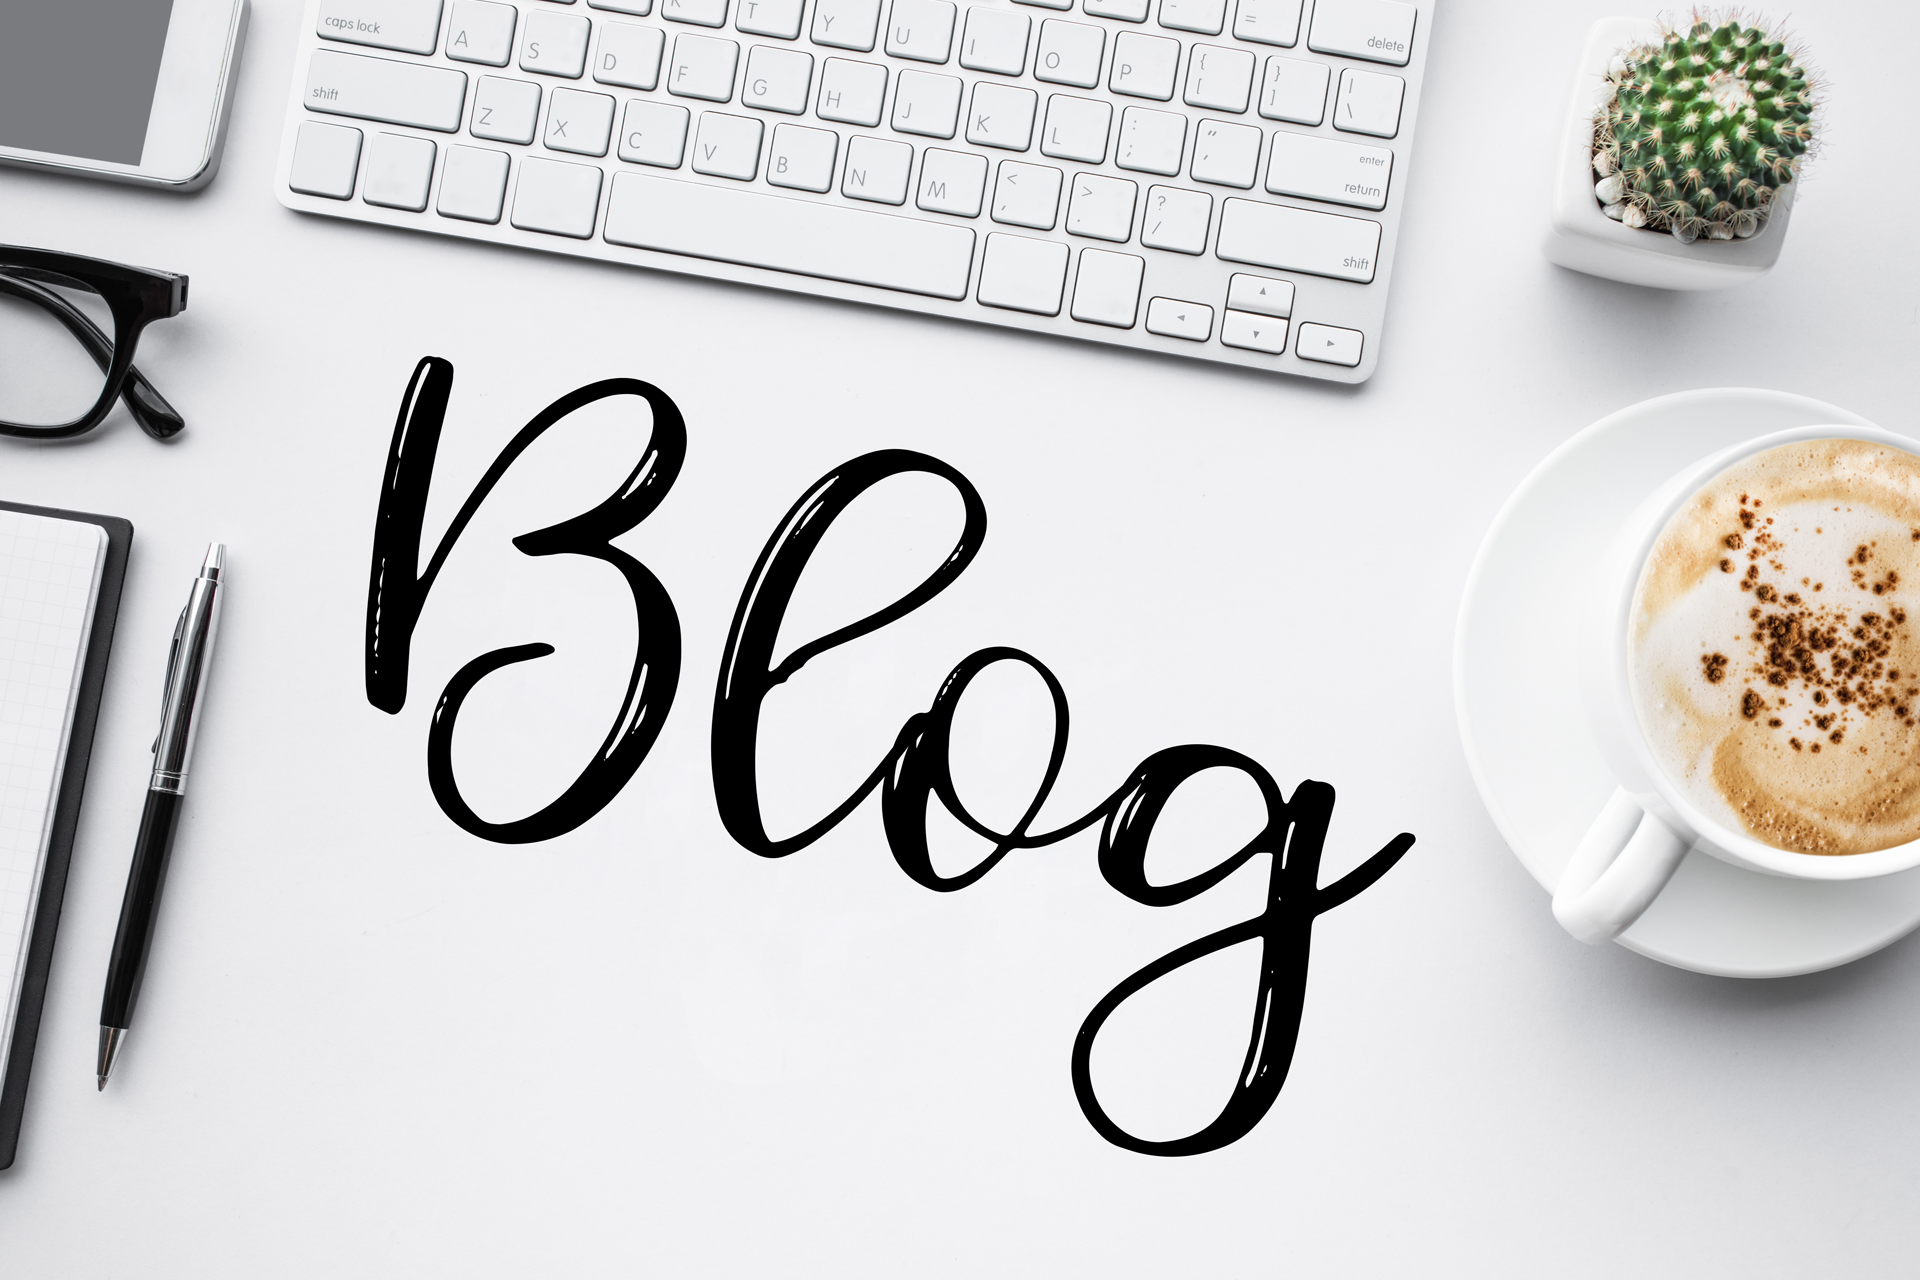 T Y U - =
caps lock A S D F G H J K L : ; " ' enter return
I O P { [ } ] | \ delete
shift Z X C V B N M < , > . ? / shift
Blog